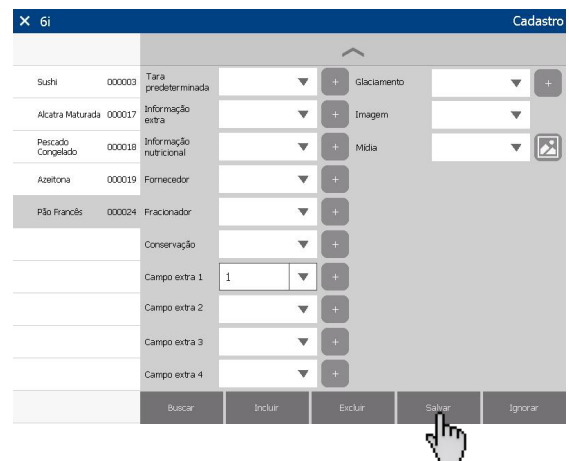 ✕ 6i Cadastro
Sushi 000003
Alcatra Maturada 000017
Pescado
Congelado 000018
Azeitona 000019
Pão Francês 000024
Tara
predeterminada +
Informação
extra +
Informação
nutricional +
Fornecedor +
Fracionador +
Conservação +
Campo extra 1 1 +
Campo extra 2 +
Campo extra 3 +
Campo extra 4 +
Glaciamento +
Imagem
Mídia
Buscar Incluir Excluir Salvar Ignorar